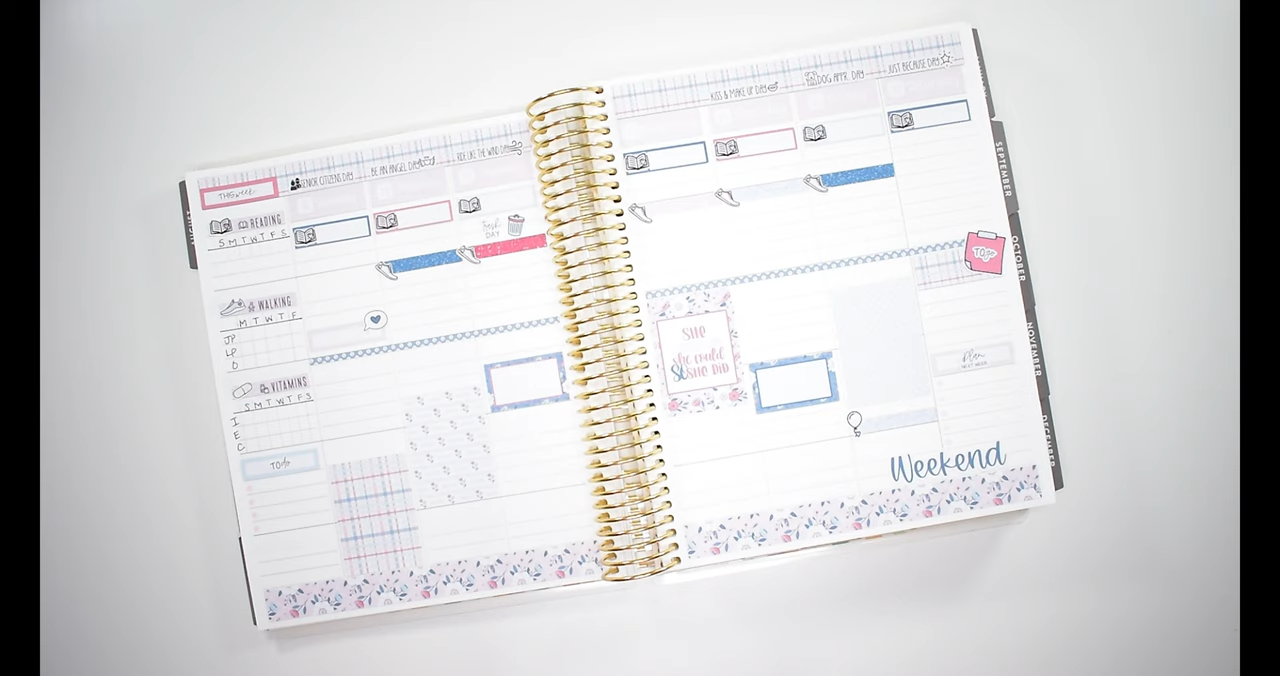 THIS week
SENIOR CITIZENS DAY
BE AN ANGEL DAY
RIDE LIKE THE WIND DAY
READING
S M T W T F S
Trash
DAY
WALKING
M T W T F
JP
LP
O
VITAMINS
S M T W T F S
I
E
C
TO do
KISS & MAKE UP DAY
DOG APPR. DAY
JUST BECAUSE DAY
TO do
SHE
she could
SO SHE DID
Plan
NEXT WEEK
Weekend
AUGUST
SEPTEMBER
OCTOBER
NOVEMBER
DECEMBER